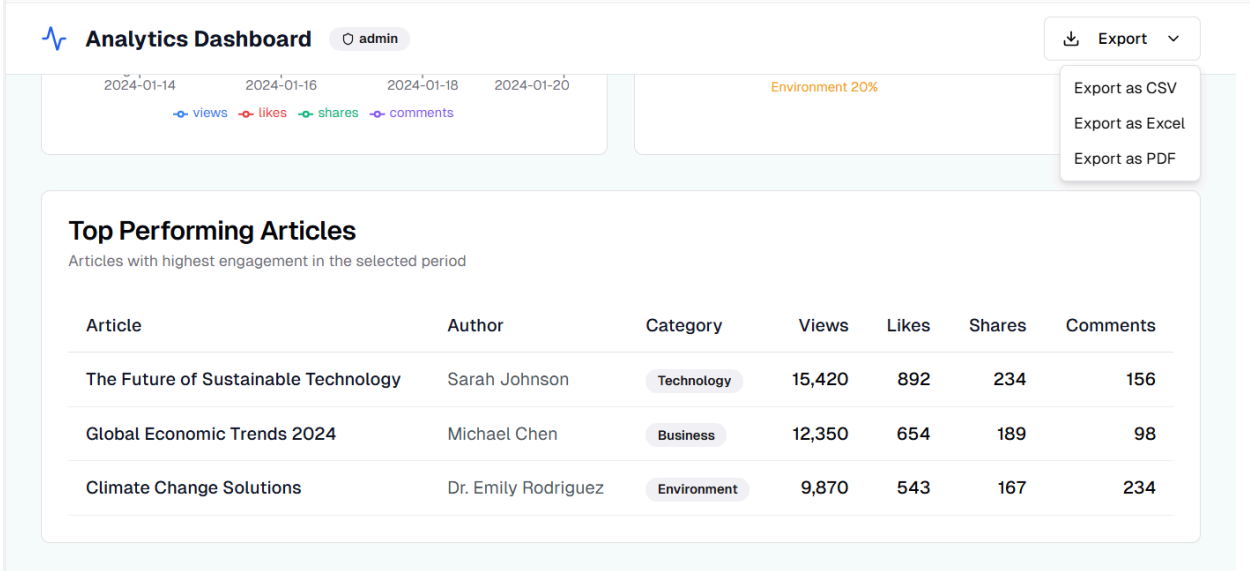 Analytics Dashboard admin Export
Export as CSV
Export as Excel
Export as PDF
2024-01-14 2024-01-16 2024-01-18 2024-01-20
views likes shares comments
Environment 20%
Top Performing Articles
Articles with highest engagement in the selected period
Article Author Category Views Likes Shares Comments
The Future of Sustainable Technology Sarah Johnson Technology 15,420 892 234 156
Global Economic Trends 2024 Michael Chen Business 12,350 654 189 98
Climate Change Solutions Dr. Emily Rodriguez Environment 9,870 543 167 234